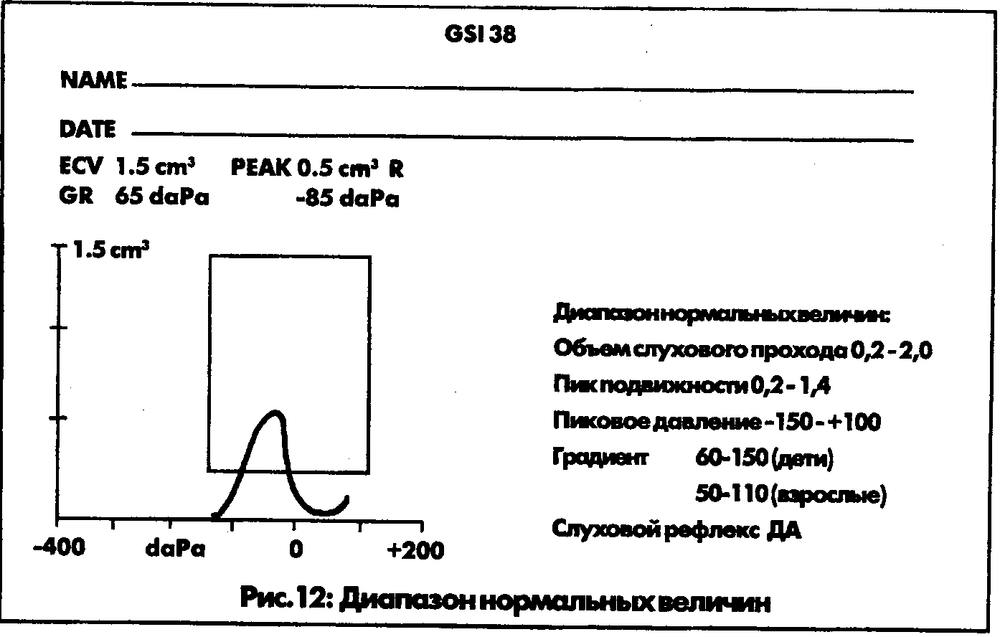 GSI 38
NAME
DATE
ECV 1.5 cm³ PEAK 0.5 cm³ R
GR 65 daPa -85 daPa
1.5 cm³
Диапазон нормальных величин:
Объем слухового прохода 0,2 - 2,0
Пик подвижности 0,2 - 1,4
Пиковое давление -150 - +100
Градиент 60-150 (дети)
50-110 (взрослые)
Слуховой рефлекс ДА
-400 daPa 0 +200
Рис. 12: Диапазон нормальных величин